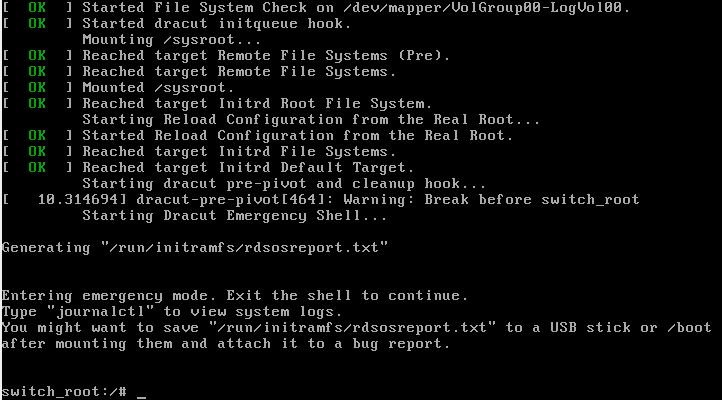 [  OK  ] Started File System Check on /dev/mapper/VolGroup00-LogVol00.
[  OK  ] Started dracut initqueue hook.
         Mounting /sysroot...
[  OK  ] Reached target Remote File Systems (Pre).
[  OK  ] Reached target Remote File Systems.
[  OK  ] Mounted /sysroot.
[  OK  ] Reached target Initrd Root File System.
         Starting Reload Configuration from the Real Root...
[  OK  ] Started Reload Configuration from the Real Root.
[  OK  ] Reached target Initrd File Systems.
[  OK  ] Reached target Initrd Default Target.
         Starting dracut pre-pivot and cleanup hook...
[   10.314694] dracut-pre-pivot[464]: Warning: Break before switch_root
         Starting Dracut Emergency Shell...
Generating "/run/initramfs/rdsosreport.txt"
Entering emergency mode. Exit the shell to continue.
Type "journalctl" to view system logs.
You might want to save "/run/initramfs/rdsosreport.txt" to a USB stick or /boot
after mounting them and attach it to a bug report.
switch_root:/# _